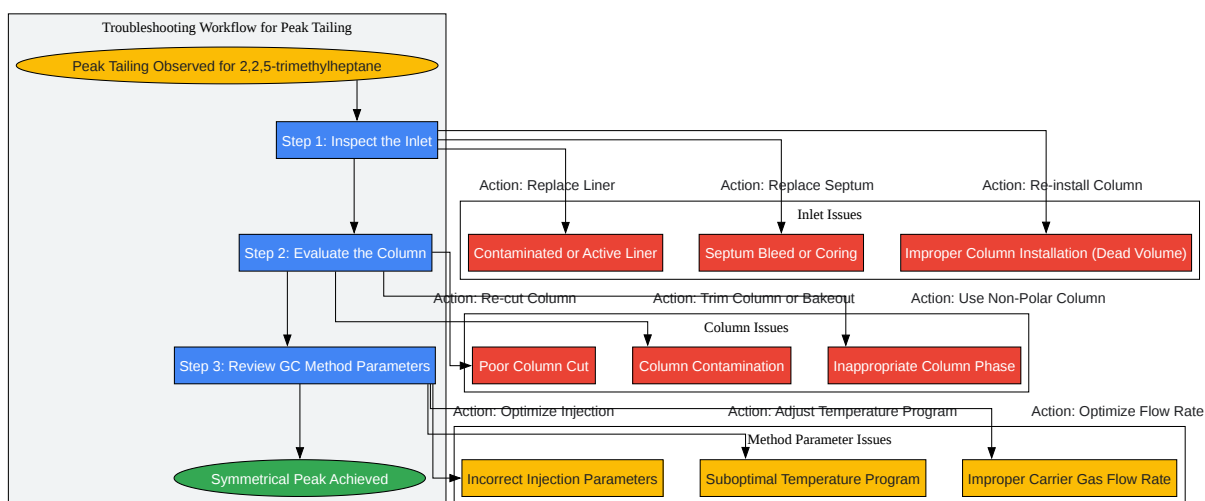 Troubleshooting Workflow for Peak Tailing
Peak Tailing Observed for 2,2,5-trimethylheptane
Step 1: Inspect the Inlet
Action: Replace Liner
Action: Replace Septum
Action: Re-install Column
Inlet Issues
Step 2: Evaluate the Column
Contaminated or Active Liner
Septum Bleed or Coring
Improper Column Installation (Dead Volume)
Action: Re-cut Column
Action: Trim Column or Bakeout
Action: Use Non-Polar Column
Column Issues
Step 3: Review GC Method Parameters
Poor Column Cut
Column Contamination
Inappropriate Column Phase
Action: Optimize Injection
Action: Adjust Temperature Program
Action: Optimize Flow Rate
Method Parameter Issues
Symmetrical Peak Achieved
Incorrect Injection Parameters
Suboptimal Temperature Program
Improper Carrier Gas Flow Rate